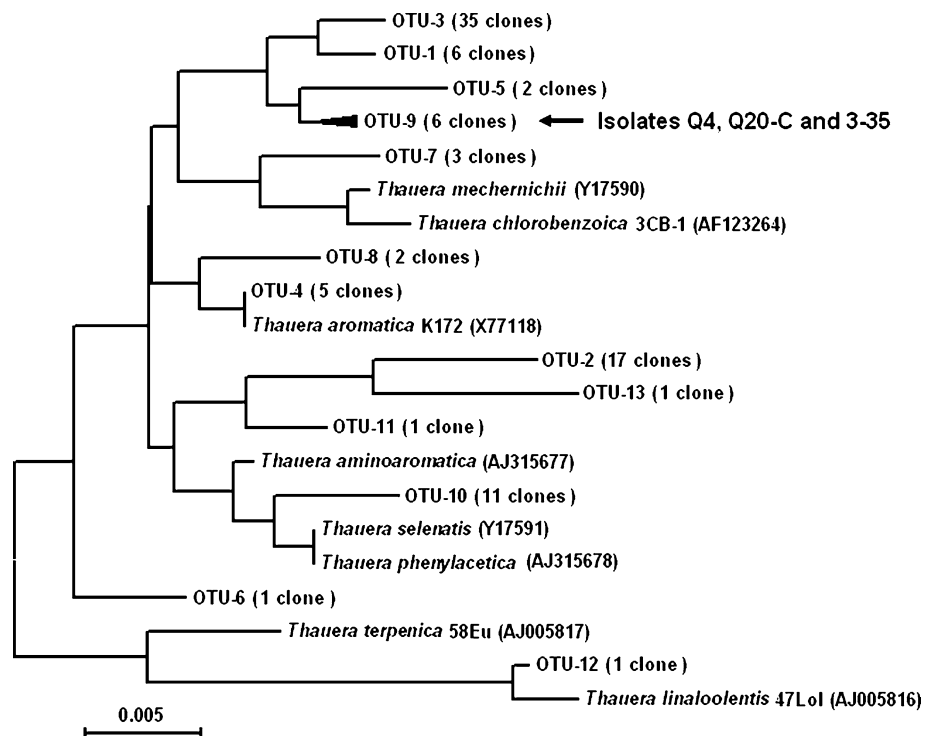 OTU-3 (35 clones)
OTU-1 (6 clones)
OTU-5 (2 clones)
OTU-9 (6 clones) Isolates Q4, Q20-C and 3-35
OTU-7 (3 clones)
Thauera mechernichii (Y17590)
Thauera chlorobenzoica 3CB-1 (AF123264)
OTU-8 (2 clones)
OTU-4 (5 clones)
Thauera aromatica K172 (X77118)
OTU-2 (17 clones)
OTU-13 (1 clone)
OTU-11 (1 clone)
Thauera aminoaromatica (AJ315677)
OTU-10 (11 clones)
Thauera selenatis (Y17591)
Thauera phenylacetica (AJ315678)
OTU-6 (1 clone)
Thauera terpenica 58Eu (AJ005817)
OTU-12 (1 clone)
Thauera linaloolentis 47Lol (AJ005816)
0.005